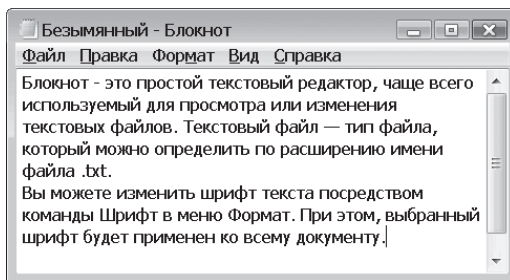 Безымянный - Блокнот
Файл Правка Формат Вид Справка
Блокнот - это простой текстовый редактор, чаще всего
используемый для просмотра или изменения
текстовых файлов. Текстовый файл — тип файла,
который можно определить по расширению имени
файла .txt.
Вы можете изменить шрифт текста посредством
команды Шрифт в меню Формат. При этом, выбранный
шрифт будет применен ко всему документу.